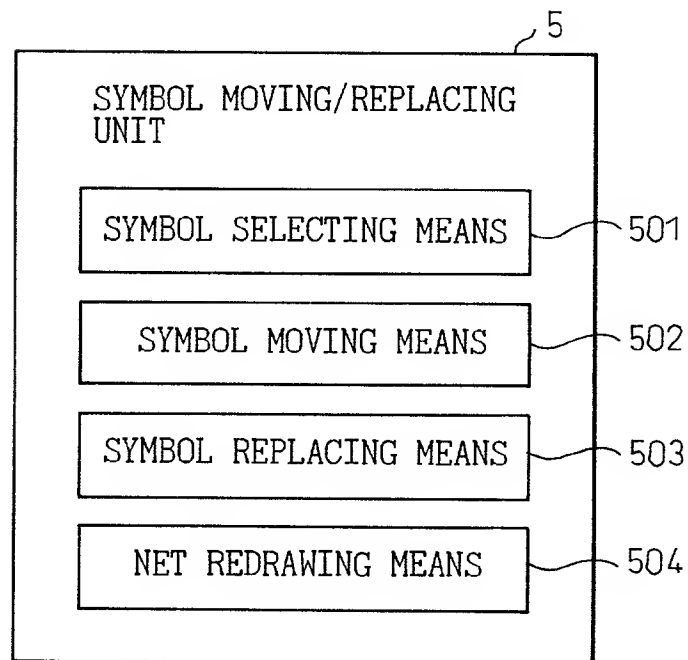 5
SYMBOL MOVING/REPLACING
UNIT
SYMBOL SELECTING MEANS 501
SYMBOL MOVING MEANS 502
SYMBOL REPLACING MEANS 503
NET REDRAWING MEANS 504